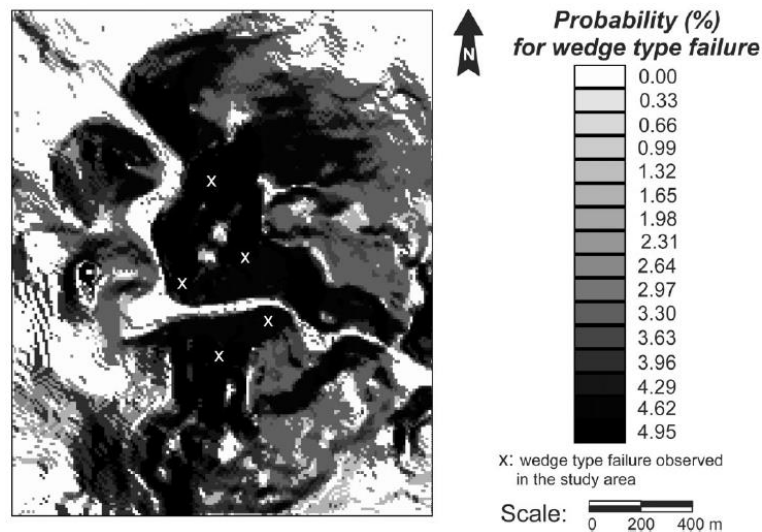 N
Probability (%)
for wedge type failure
0.00
0.33
0.66
0.99
1.32
1.65
1.98
2.31
2.64
2.97
3.30
3.63
3.96
4.29
4.62
4.95
x
x
x
x
x
x: wedge type failure observed
in the study area
Scale:
0 200 400 m